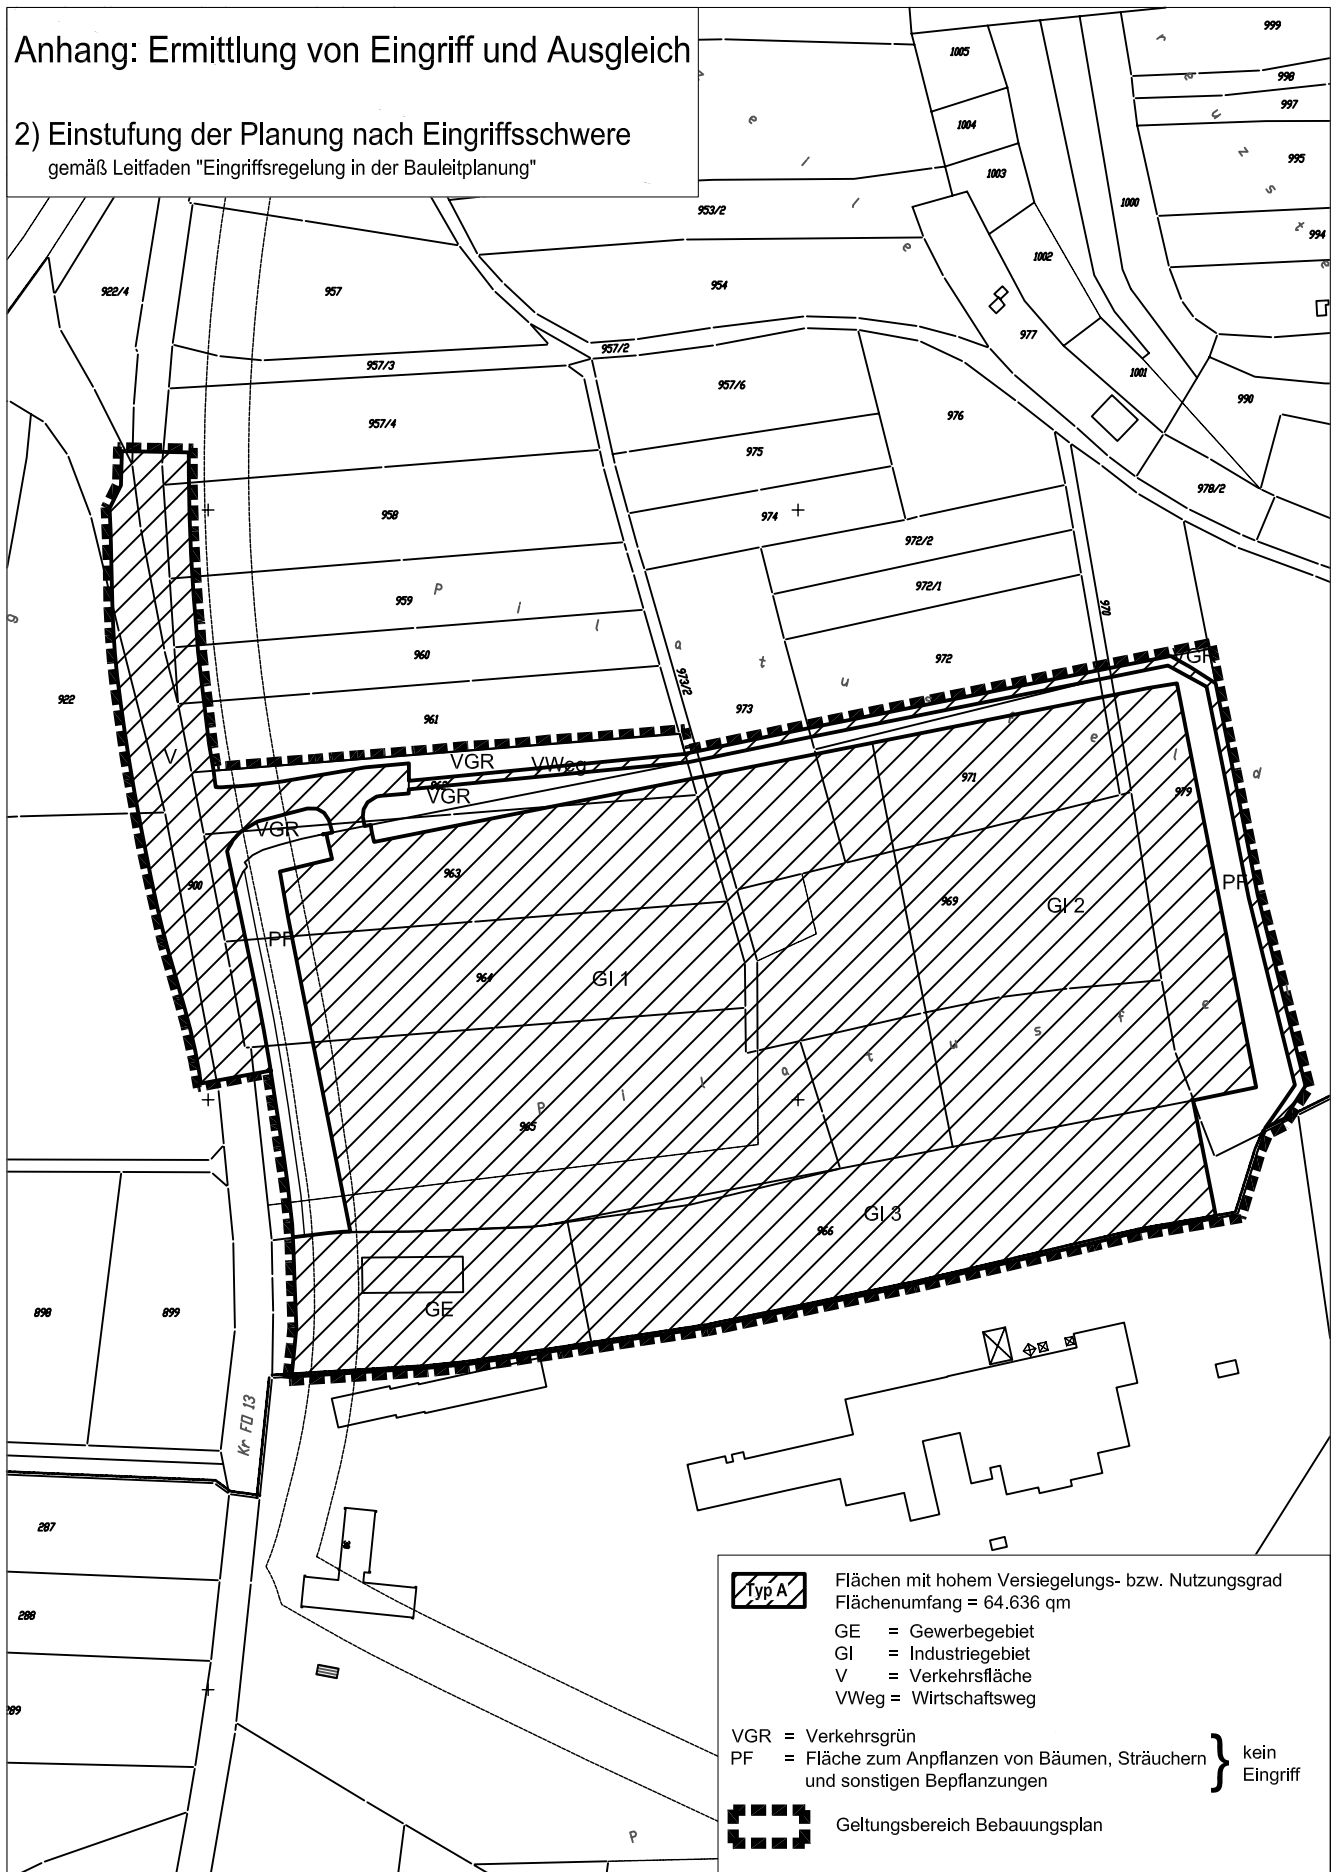 Anhang: Ermittlung von Eingriff und Ausgleich
2) Einstufung der Planung nach Eingriffsschwere
gemäß Leitfaden "Eingriffsregelung in der Bauleitplanung"
999
1005
998
997
1004
995
1003
1000
953/2
994
1002
922/4
957
954
977
957/2
957/3
1001
957/6
990
957/4
976
975
978/2
958
974
972/2
959
972/1
970
960
972
973/2
922
961
973
VGR
VGR
VWeg
V
971
979
VGR
VGR
963
900
PF
969
GI 2
PF
964
GI 1
965
GI 3
966
GE
898
899
Kr FD 13
287
288
289
P i l a t u s f e l d
P i l a t u s f e
P
g
Typ A
Flächen mit hohem Versiegelungs- bzw. Nutzungsgrad
Flächenumfang = 64.636 qm
GE = Gewerbegebiet
GI = Industriegebiet
V = Verkehrsfläche
VWeg = Wirtschaftsweg
VGR = Verkehrsgrün
PF = Fläche zum Anpflanzen von Bäumen, Sträuchern
und sonstigen Bepflanzungen
kein
Eingriff
Geltungsbereich Bebauungsplan